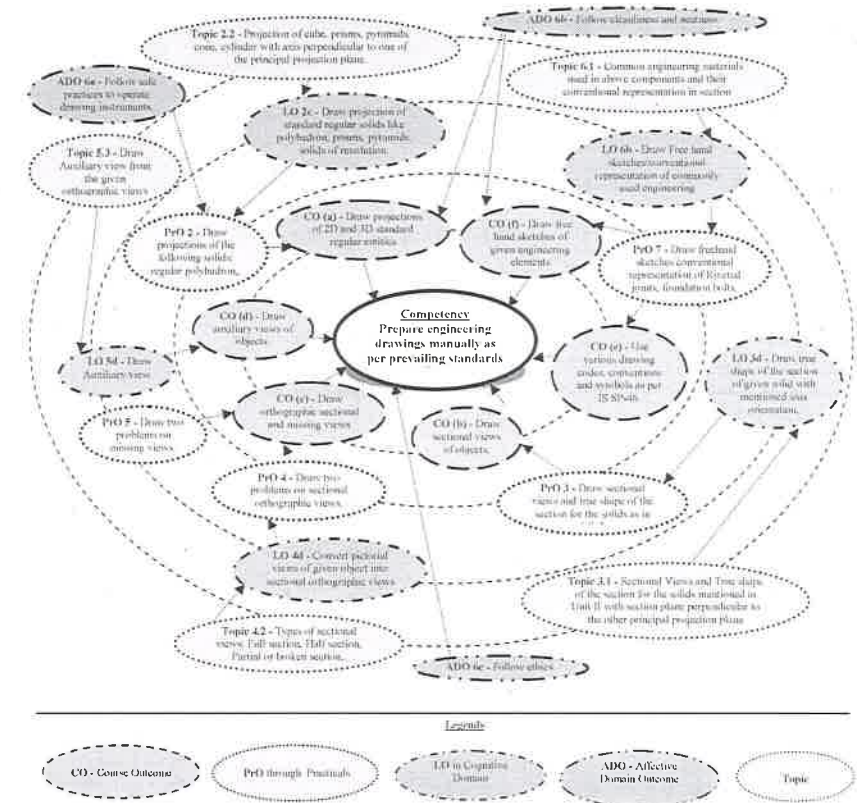 Topic 2.2 - Projection of cube, prisms, pyramids,
cone, cylinder with axis perpendicular to one of
the principal projection plane.
ADO 6b - Follow cleanliness and neatness
ADO 6a - Follow safe
practices to operate
drawing instruments
Topic 6.1 - Common engineering materials
used in above components and their
conventional representation in section
LO 2c - Draw projection of
standard regular solids like
polyhedron, prisms, pyramids,
solids of revolution.
Topic 5.3 - Draw
Auxiliary view from
the given
orthographic views
LO 6b - Draw Free hand
sketches/conventional
representation of commonly
used engineering
PrO 2 - Draw
projections of the
following solids:
regular polyhedron,
CO (a) - Draw projections
of 2D and 3D standard
regular entities
CO (f) - Draw free
hand sketches of
given engineering
elements
PrO 7 - Draw freehand
sketches conventional
representation of Riveted
joints, foundation bolts,
Competency
Prepare engineering
drawings manually as
per prevailing standards
CO (d) - Draw
auxiliary views of
objects.
LO 5d - Draw
Auxiliary view
CO (e) - Use
various drawing
codes, conventions
and symbols as per
IS SP-46
LO 3d - Draw true
shape of the section
of given solid with
mentioned axis
orientation.
CO (c) - Draw
orthographic sectional
and missing views
PrO 5 - Draw two
problems on
missing views
CO (b) - Draw
sectional views
of objects.
PrO 4 - Draw two
problems on sectional
orthographic views.
PrO 3 - Draw sectional
views and true shape of the
section for the solids as in
LO 4d - Convert pictorial
views of given object into
sectional orthographic views
Topic 3.1 - Sectional Views and True shape
of the section for the solids mentioned in
Unit II with section plane perpendicular to
the other principal projection plane
Topic 4.2 - Types of sectional
views: Full section, Half section,
Partial or broken section.
ADO 6c - Follow ethics
Legends
CO - Course Outcome
PrO through Practicals
LO in Cognitive
Domain
ADO - Affective
Domain Outcome
Topic